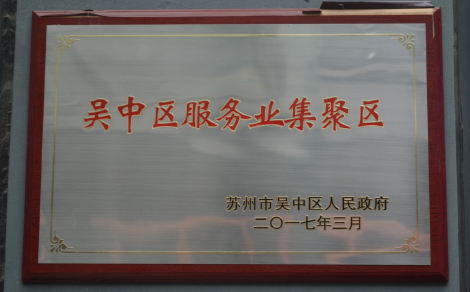 吴中区服务业集聚区
苏州市吴中区人民政府
二〇一七年三月